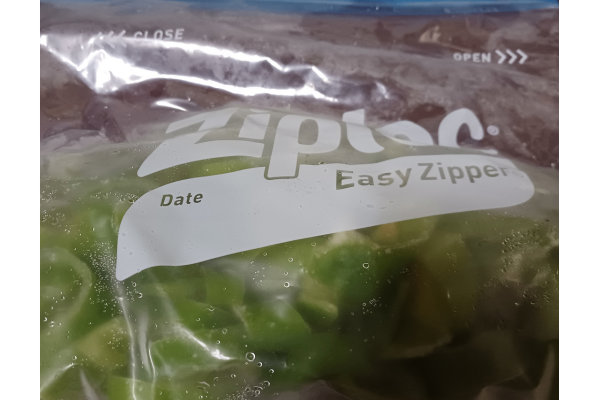 <<< CLOSE
OPEN >>>
Ziploc
Easy Zipper
Date